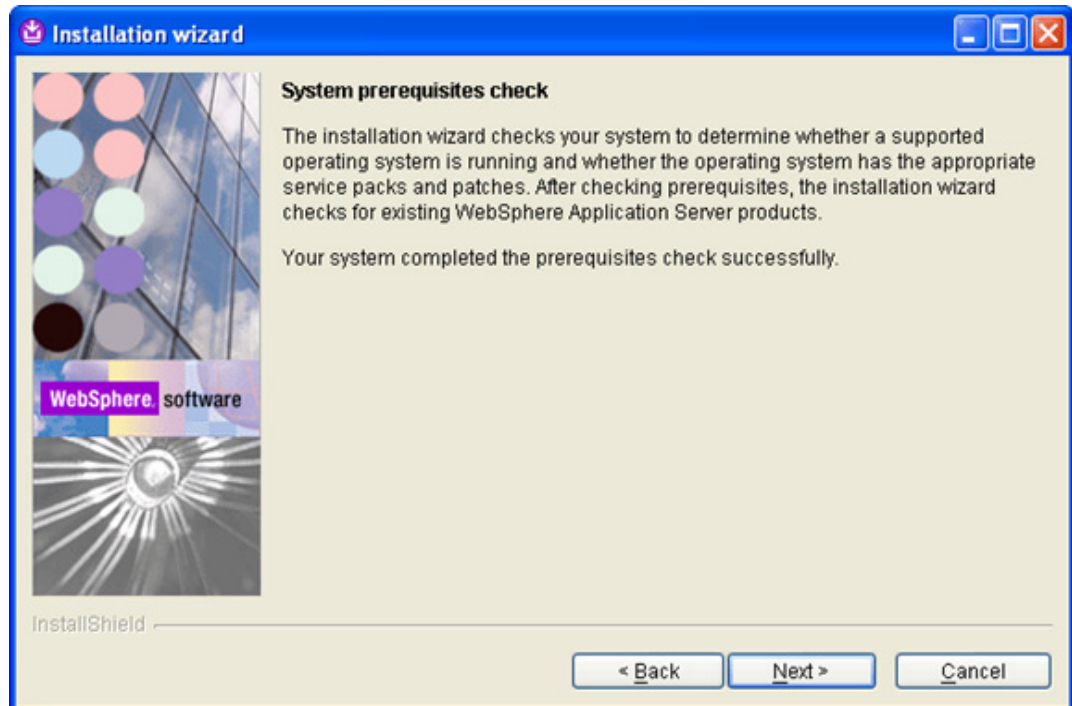 Installation wizard
System prerequisites check
The installation wizard checks your system to determine whether a supported
operating system is running and whether the operating system has the appropriate
service packs and patches. After checking prerequisites, the installation wizard
checks for existing WebSphere Application Server products.
Your system completed the prerequisites check successfully.
WebSphere. software
InstallShield
< Back
Next >
Cancel